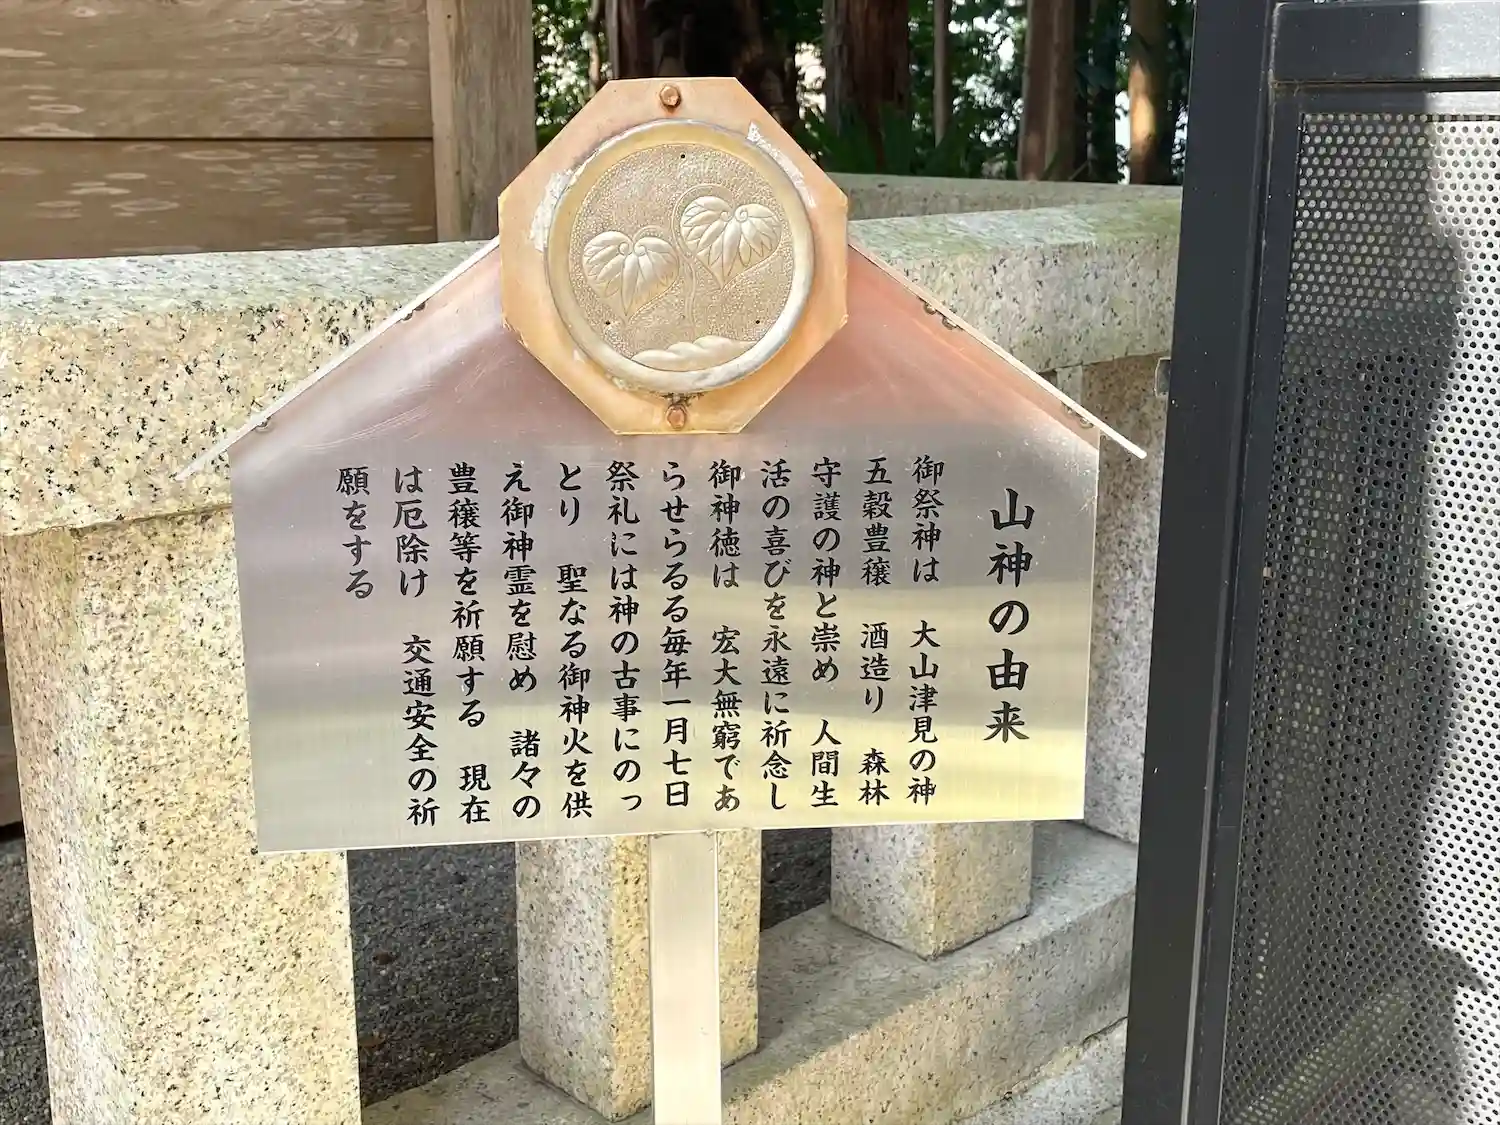 山神の由来
御祭神は　大山津見の神
五穀豊穣　酒造り　森林
守護の神と崇め　人間生
活の喜びを永遠に祈念し
御神徳は　宏大無窮であ
らせらるる毎年一月七日
祭礼には神の古事にのっ
とり　聖なる御神火を供
え御神霊を慰め　諸々の
豊穣等を祈願する　現在
は厄除け　交通安全の祈
願をする